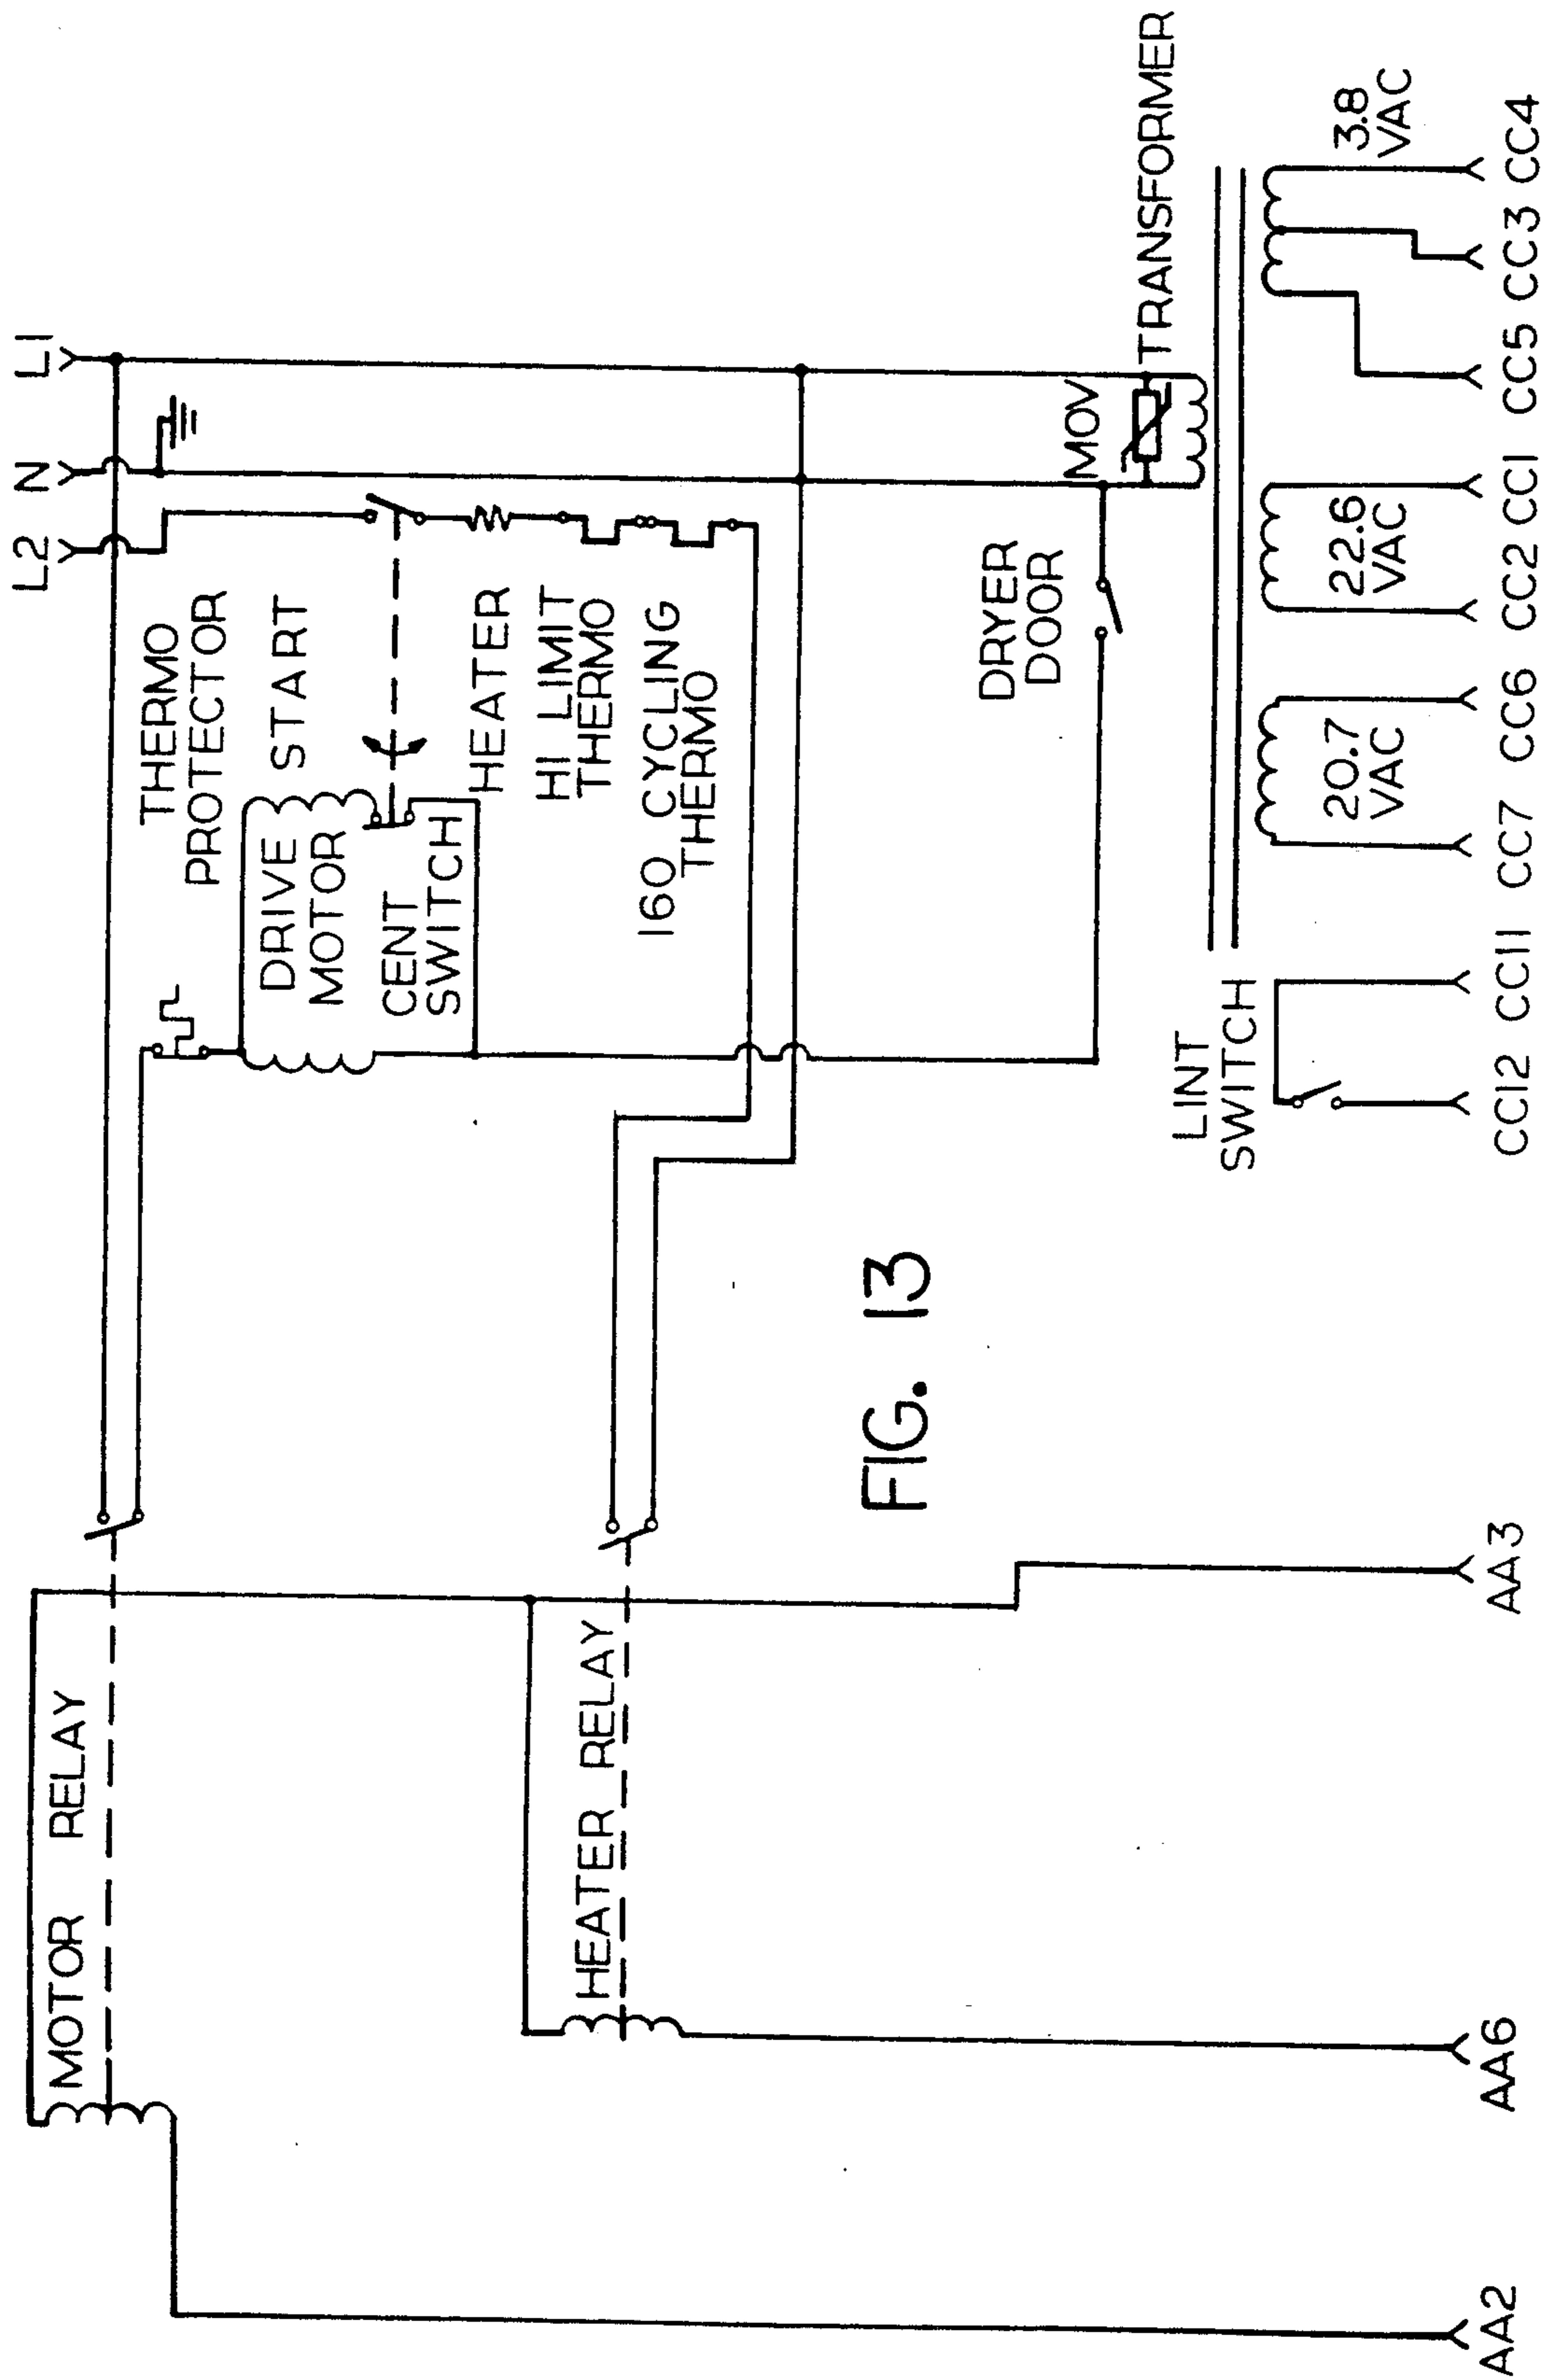 MOTOR RELAY
HEATER RELAY
AA2
AA6
AA3
FIG. 13
L2
N
L1
THERMO
PROTECTOR
DRIVE
MOTOR
START
CENT
SWITCH
HEATER
HI LIMIT
THERMO
160 CYCLING
THERMO
DRYER
DOOR
MOV
TRANSFORMER
LINT
SWITCH
20.7
VAC
22.6
VAC
3.8
VAC
CC12
CC11
CC7
CC6
CC2
CC1
CC5
CC3
CC4